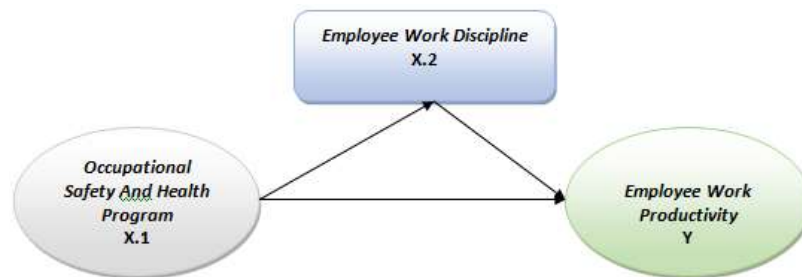 Employee Work Discipline
X.2
Occupational
Safety And Health
Program
X.1
Employee Work
Productivity
Y